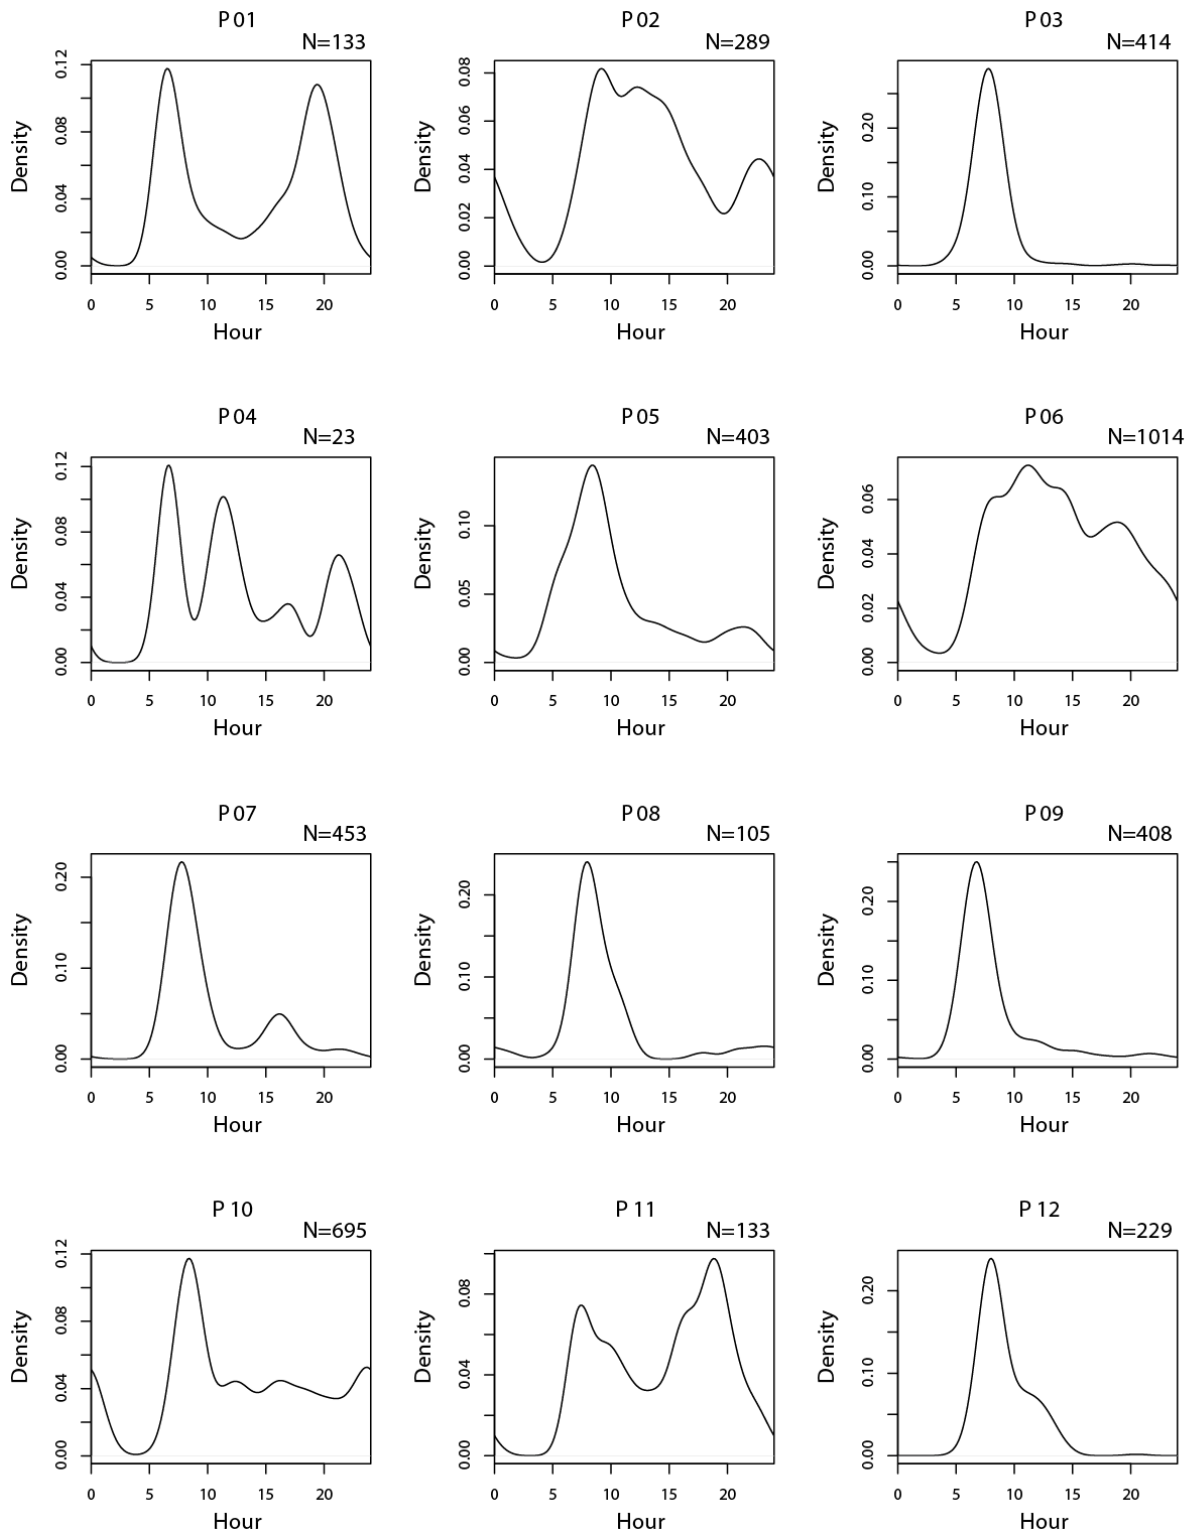 P 01
N=133
Density
0.00 0.04 0.08 0.12
0 5 10 15 20
Hour
P 02
N=289
Density
0.00 0.02 0.04 0.06 0.08
0 5 10 15 20
Hour
P 03
N=414
Density
0.00 0.10 0.20
0 5 10 15 20
Hour
P 04
N=23
Density
0.00 0.04 0.08 0.12
0 5 10 15 20
Hour
P 05
N=403
Density
0.00 0.05 0.10
0 5 10 15 20
Hour
P 06
N=1014
Density
0.00 0.02 0.04 0.06
0 5 10 15 20
Hour
P 07
N=453
Density
0.00 0.10 0.20
0 5 10 15 20
Hour
P 08
N=105
Density
0.00 0.10 0.20
0 5 10 15 20
Hour
P 09
N=408
Density
0.00 0.10 0.20
0 5 10 15 20
Hour
P 10
N=695
Density
0.00 0.04 0.08 0.12
0 5 10 15 20
Hour
P 11
N=133
Density
0.00 0.04 0.08
0 5 10 15 20
Hour
P 12
N=229
Density
0.00 0.10 0.20
0 5 10 15 20
Hour